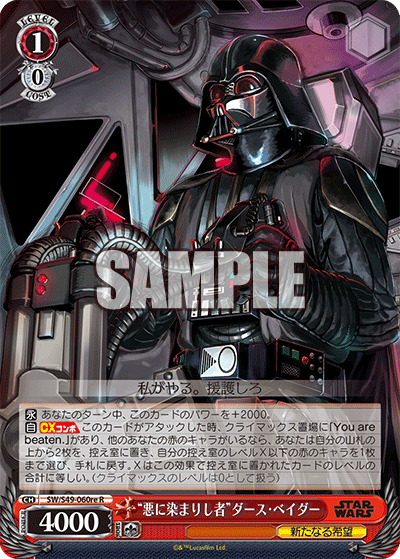 LEVEL
1
0
COST
SAMPLE
私がやる。援護しろ
永 あなたのターン中、このカードのパワーを+2000。
自 CXコンボ このカードがアタックした時、クライマックス置場に「You are
beaten.」があり、他のあなたの赤のキャラがいるなら、あなたは自分の山札の
上から2枚を、控え室に置き、自分の控え室のレベルX以下の赤のキャラを1枚
まで選び、手札に戻す。Xはこの効果で控え室に置かれたカードのレベルの合
計に等しい。(クライマックスのレベルは0として扱う)
CH SW/S49-060re R
4000
“悪に染まりし者”ダース・ベイダー
STAR WARS
新たなる希望
©&™Lucasfilm Ltd.